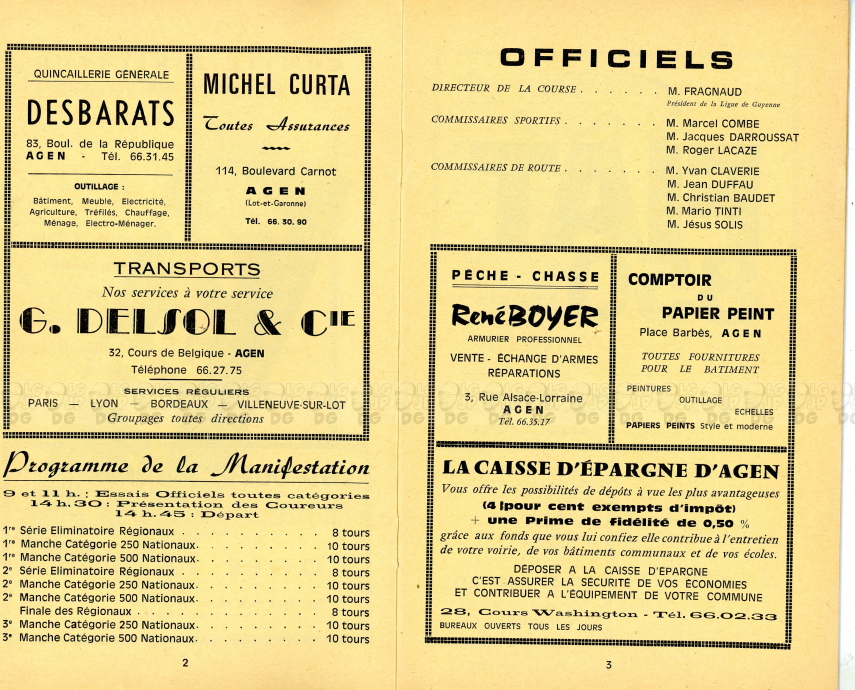 QUINCAILLERIE GÉNÉRALE
DESBARATS
83, Boul. de la République
AGEN - Tél. 66.31.45
OUTILLAGE :
Bâtiment, Meuble, Electricité,
Agriculture, Tréfilés, Chauffage,
Ménage, Electro-Ménager.
MICHEL CURTA
Toutes Assurances
114, Boulevard Carnot
AGEN
(Lot-et-Garonne)
Tél. 66. 30. 90
TRANSPORTS
Nos services à votre service
G. DELSOL & CIE
32, Cours de Belgique - AGEN
Téléphone 66.27.75
SERVICES RÉGULIERS
PARIS — LYON — BORDEAUX — VILLENEUVE-SUR-LOT
Groupages toutes directions
Programme de la Manifestation
9 et 11 h. : Essais Officiels toutes catégories
14 h. 30 : Présentation des Coureurs
14 h. 45 : Départ
1re Série Eliminatoire Régionaux . . . . . . . . . . 8 tours
1re Manche Catégorie 250 Nationaux. . . . . . . . . 10 tours
1re Manche Catégorie 500 Nationaux. . . . . . . . . 10 tours
2e Série Eliminatoire Régionaux . . . . . . . . . . 8 tours
2e Manche Catégorie 250 Nationaux. . . . . . . . . 10 tours
2e Manche Catégorie 500 Nationaux. . . . . . . . . 10 tours
Finale des Régionaux . . . . . . . . . . . . 8 tours
3e Manche Catégorie 250 Nationaux. . . . . . . . . 10 tours
3e Manche Catégorie 500 Nationaux. . . . . . . . . 10 tours
2
OFFICIELS
DIRECTEUR DE LA COURSE . . . . . . M. FRAGNAUD
Président de la Ligue de Guyenne
COMMISSAIRES SPORTIFS . . . . . . . M. Marcel COMBE
M. Jacques DARROUSSAT
M. Roger LACAZE
COMMISSAIRES DE ROUTE . . . . . . . M. Yvan CLAVERIE
M. Jean DUFFAU
M. Christian BAUDET
M. Mario TINTI
M. Jésus SOLIS
PÊCHE - CHASSE
René BOYER
ARMURIER PROFESSIONNEL
VENTE - ÉCHANGE D'ARMES
RÉPARATIONS
3, Rue Alsace-Lorraine
AGEN
Tél. 66.35.17
COMPTOIR
DU
PAPIER PEINT
Place Barbès, AGEN
TOUTES FOURNITURES
POUR LE BATIMENT
PEINTURES
OUTILLAGE
ECHELLES
PAPIERS PEINTS Style et moderne
LA CAISSE D'ÉPARGNE D'AGEN
Vous offre les possibilités de dépôts à vue les plus avantageuses
(4 |pour cent exempts d'impôt)
+ une Prime de fidélité de 0,50 %
grâce aux fonds que vous lui confiez elle contribue à l'entretien
de votre voirie, de vos bâtiments communaux et de vos écoles.
DÉPOSER A LA CAISSE D'ÉPARGNE
C'EST ASSURER LA SÉCURITÉ DE VOS ÉCONOMIES
ET CONTRIBUER A L'ÉQUIPEMENT DE VOTRE COMMUNE
28, Cours Washington - Tél. 66.02.33
BUREAUX OUVERTS TOUS LES JOURS
3